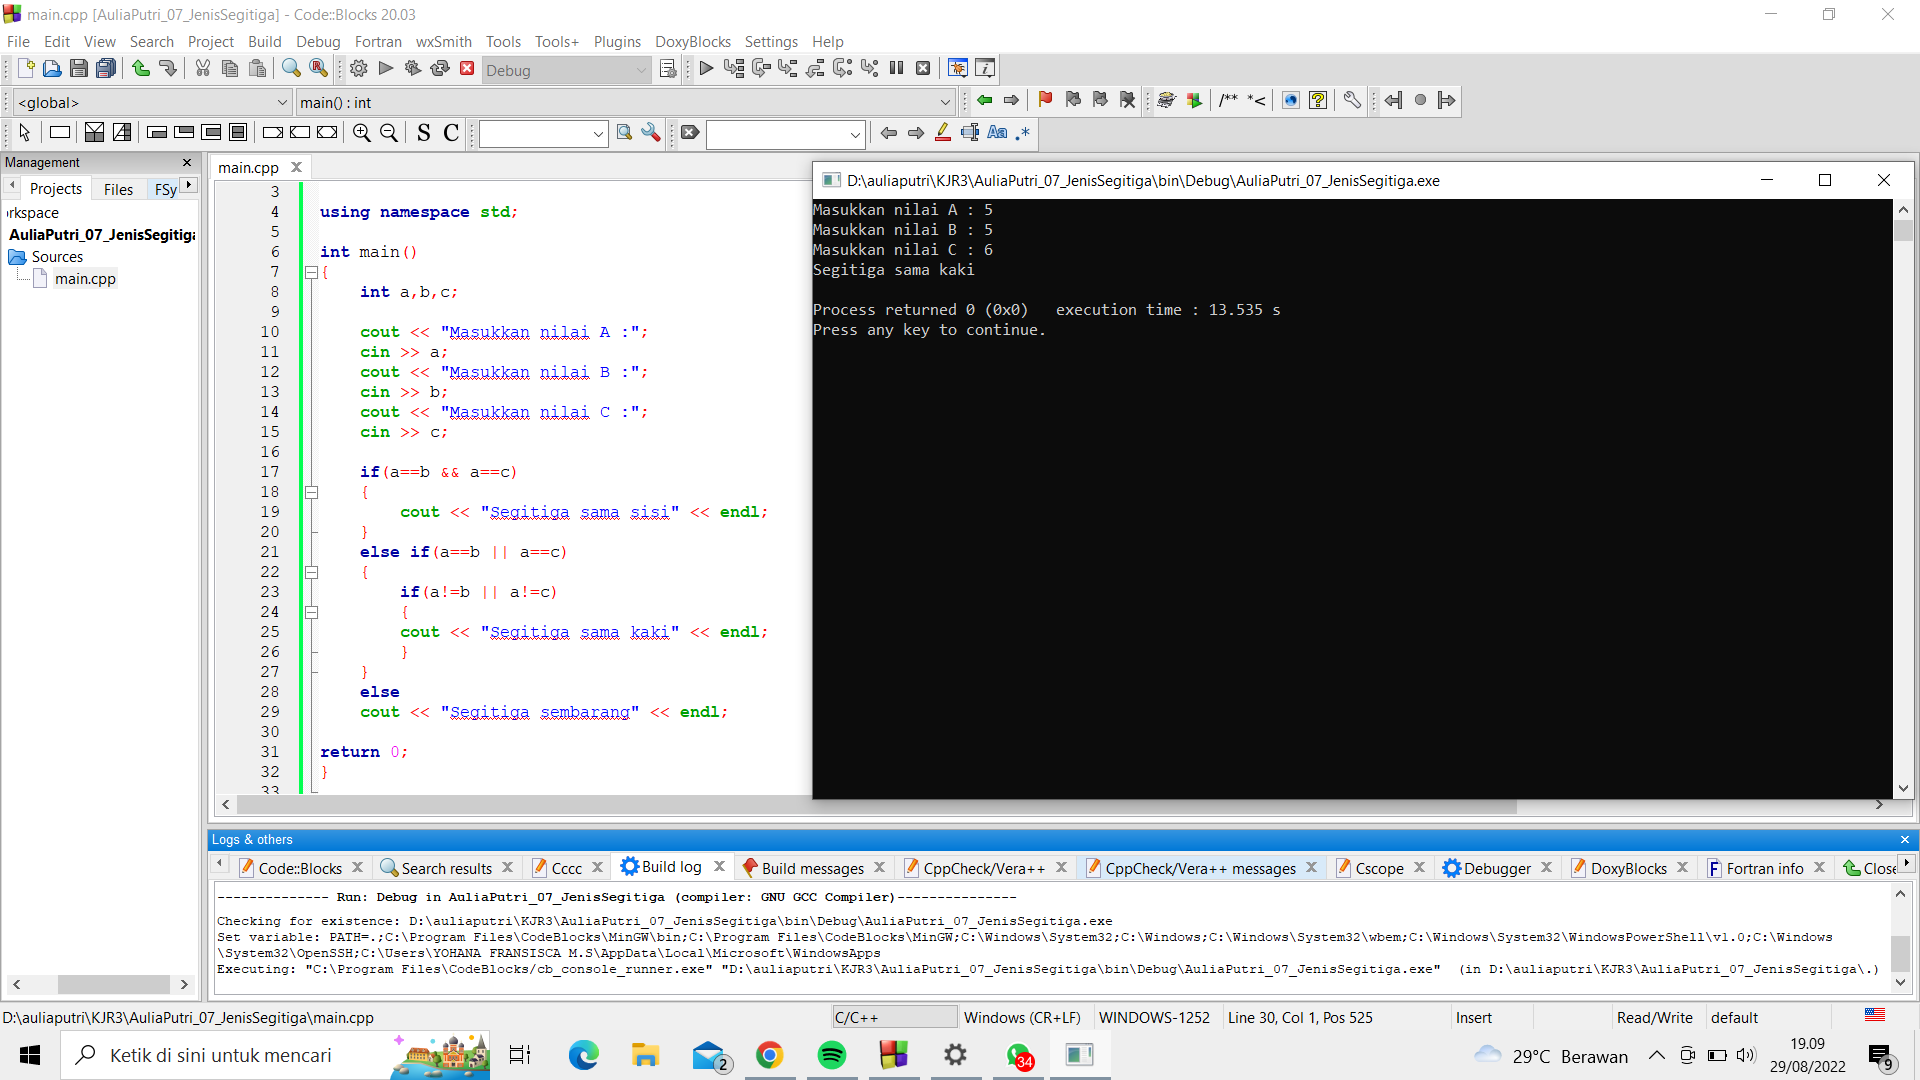 main.cpp [AuliaPutri_07_JenisSegitiga] - Code::Blocks 20.03
File Edit View Search Project Build Debug Fortran wxSmith Tools Tools+ Plugins DoxyBlocks Settings Help
Debug
<global> main() : int
/** *<
S C Aa .*
Management
Projects Files FSy
rkspace
AuliaPutri_07_JenisSegitiga
Sources
main.cpp
main.cpp
3
4 using namespace std;
5
6 int main()
7 {
8 int a,b,c;
9
10 cout << "Masukkan nilai A :";
11 cin >> a;
12 cout << "Masukkan nilai B :";
13 cin >> b;
14 cout << "Masukkan nilai C :";
15 cin >> c;
16
17 if(a==b && a==c)
18 {
19 cout << "Segitiga sama sisi" << endl;
20 }
21 else if(a==b || a==c)
22 {
23 if(a!=b || a!=c)
24 {
25 cout << "Segitiga sama kaki" << endl;
26 }
27 }
28 else
29 cout << "Segitiga sembarang" << endl;
30
31 return 0;
32 }
33
D:\auliaputri\KJR3\AuliaPutri_07_JenisSegitiga\bin\Debug\AuliaPutri_07_JenisSegitiga.exe
Masukkan nilai A : 5
Masukkan nilai B : 5
Masukkan nilai C : 6
Segitiga sama kaki
Process returned 0 (0x0) execution time : 13.535 s
Press any key to continue.
Logs & others
Code::Blocks Search results Cccc Build log Build messages CppCheck/Vera++ CppCheck/Vera++ messages Cscope Debugger DoxyBlocks Fortran info Close
-------------- Run: Debug in AuliaPutri_07_JenisSegitiga (compiler: GNU GCC Compiler)---------------
Checking for existence: D:\auliaputri\KJR3\AuliaPutri_07_JenisSegitiga\bin\Debug\AuliaPutri_07_JenisSegitiga.exe
Set variable: PATH=.;C:\Program Files\CodeBlocks\MinGW\bin;C:\Program Files\CodeBlocks\MinGW;C:\Windows\System32;C:\Windows;C:\Windows\System32\wbem;C:\Windows\System32\WindowsPowerShell\v1.0;C:\Windows
\System32\OpenSSH;C:\Users\YOHANA FRANSISCA M.S\AppData\Local\Microsoft\WindowsApps
Executing: "C:\Program Files\CodeBlocks/cb_console_runner.exe" "D:\auliaputri\KJR3\AuliaPutri_07_JenisSegitiga\bin\Debug\AuliaPutri_07_JenisSegitiga.exe" (in D:\auliaputri\KJR3\AuliaPutri_07_JenisSegitiga\.)
D:\auliaputri\KJR3\AuliaPutri_07_JenisSegitiga\main.cpp C/C++ Windows (CR+LF) WINDOWS-1252 Line 30, Col 1, Pos 525 Insert Read/Write default
Ketik di sini untuk mencari 2 34 29°C Berawan 19.09 9
29/08/2022